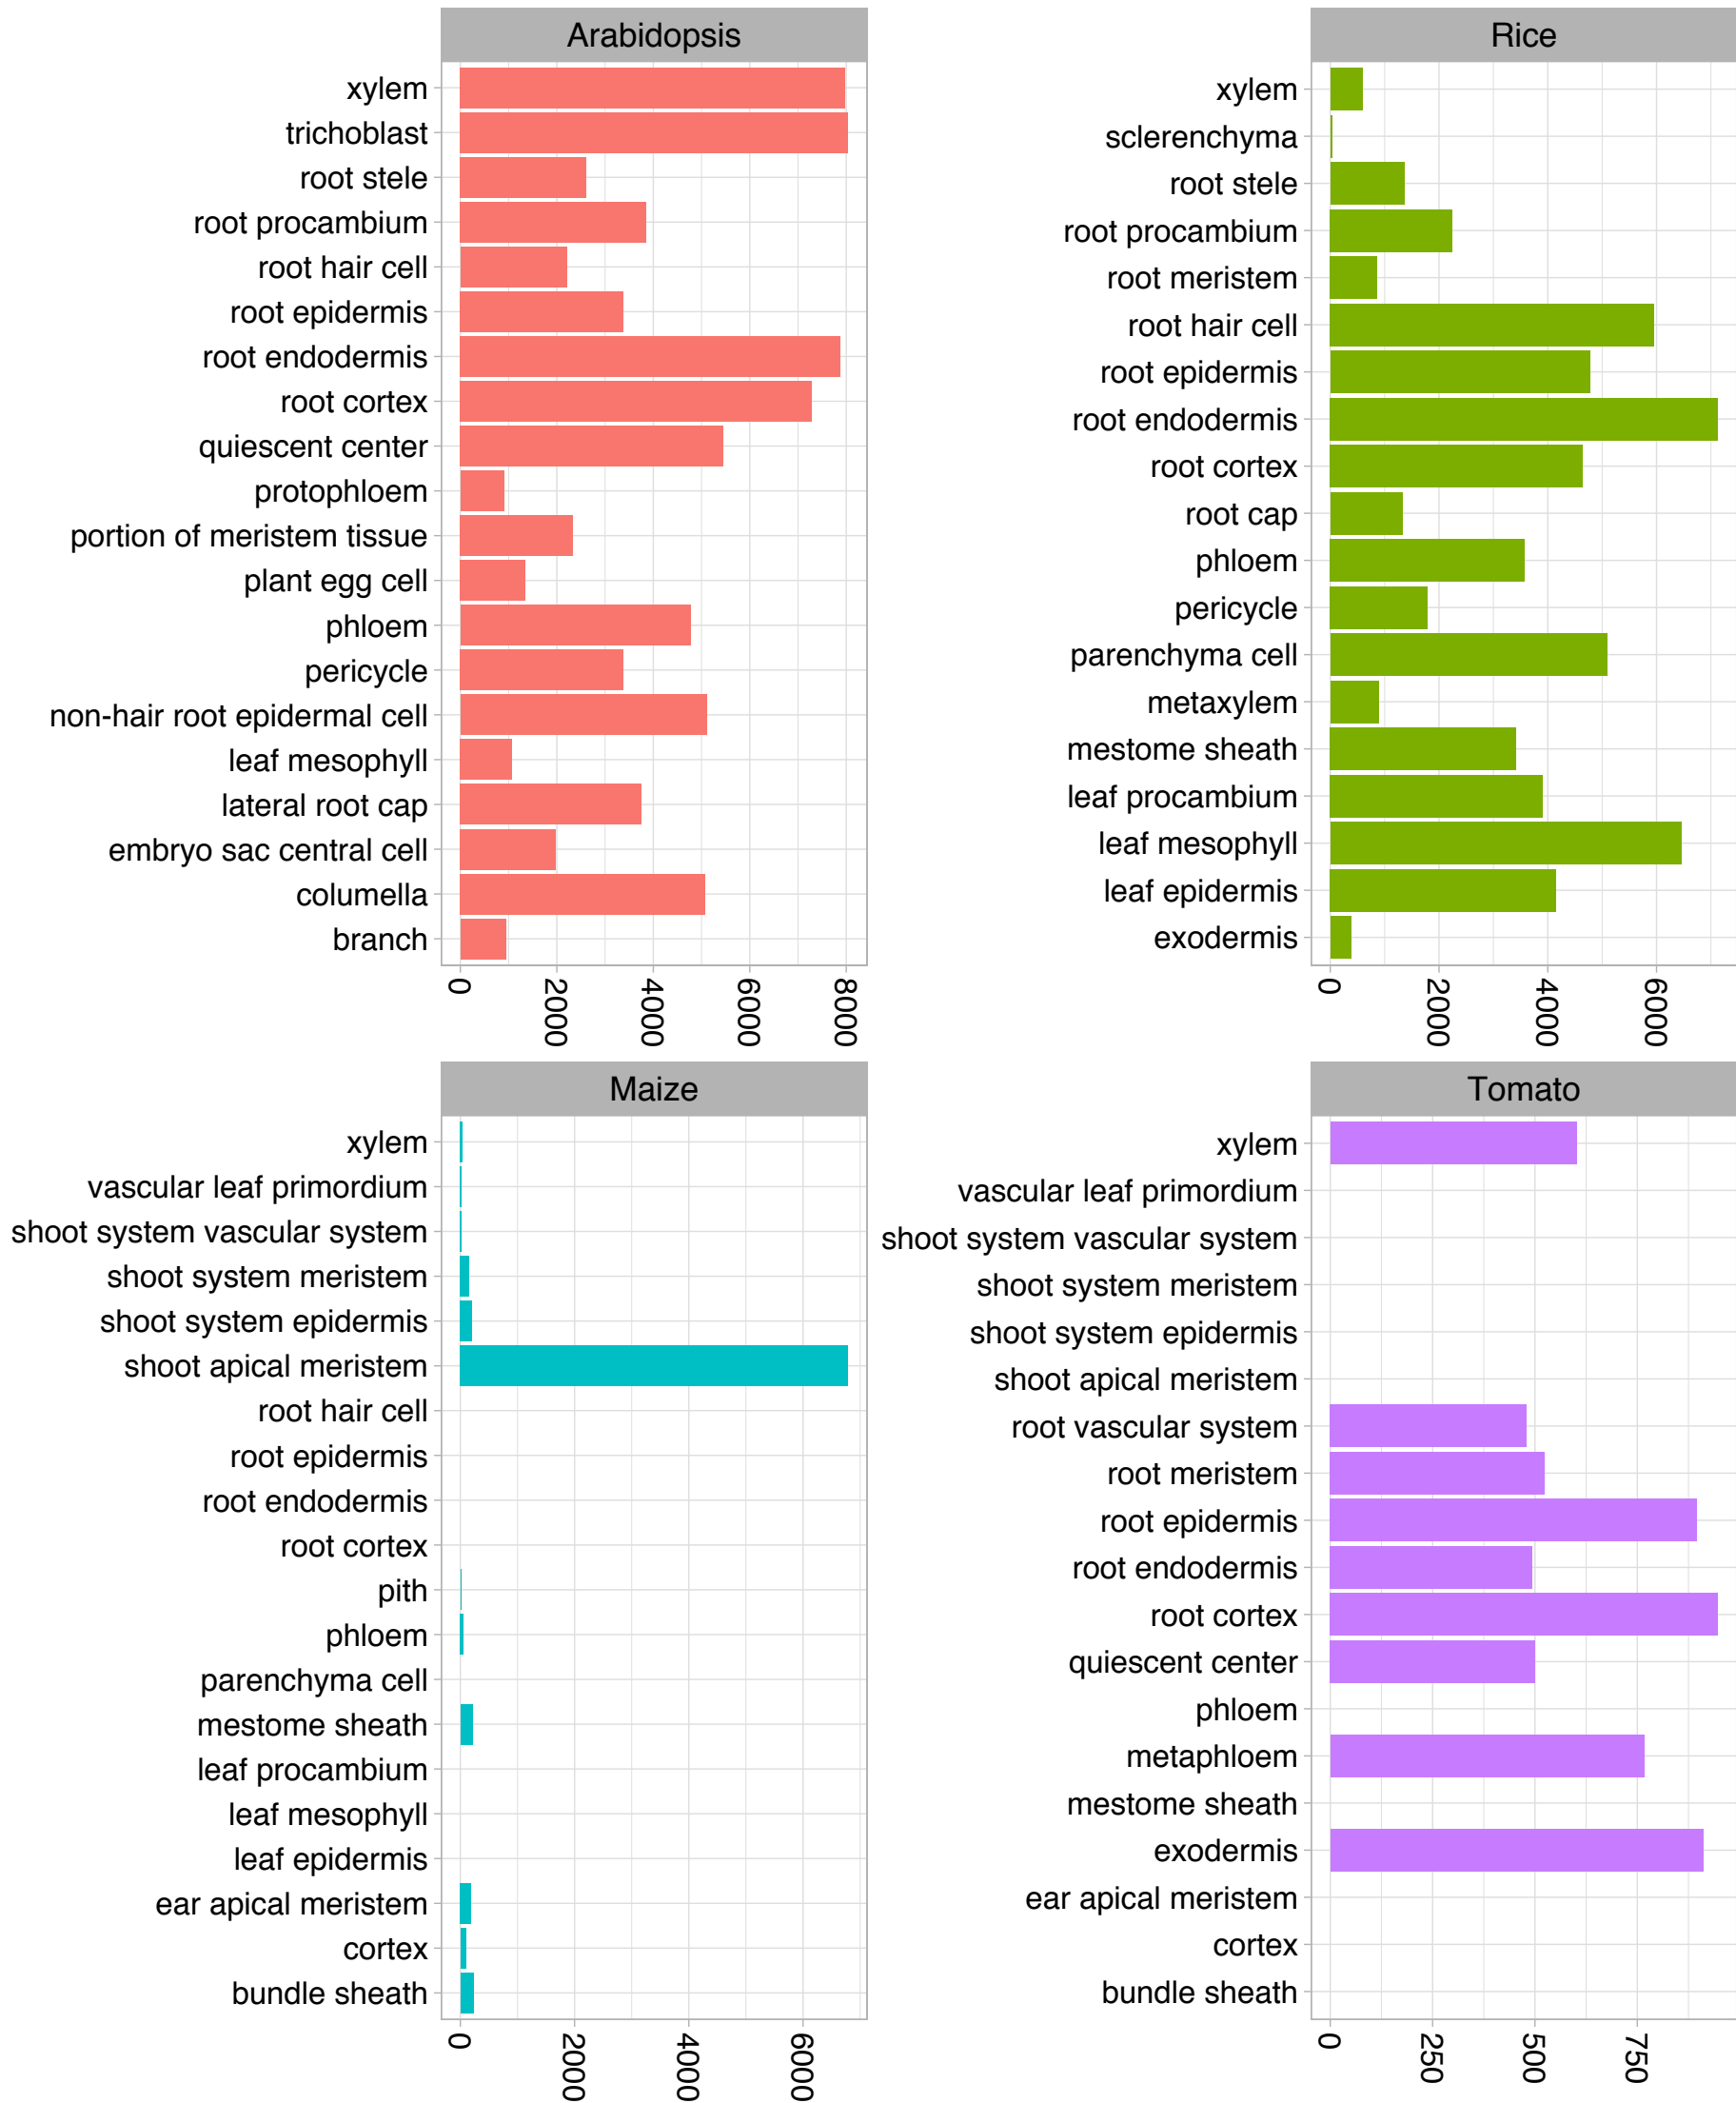 Arabidopsis
xylem
trichoblast
root stele
root procambium
root hair cell
root epidermis
root endodermis
root cortex
quiescent center
protophloem
portion of meristem tissue
plant egg cell
phloem
pericycle
non-hair root epidermal cell
leaf mesophyll
lateral root cap
embryo sac central cell
columella
branch
0
2000
4000
6000
8000
Rice
xylem
sclerenchyma
root stele
root procambium
root meristem
root hair cell
root epidermis
root endodermis
root cortex
root cap
phloem
pericycle
parenchyma cell
metaxylem
mestome sheath
leaf procambium
leaf mesophyll
leaf epidermis
exodermis
0
2000
4000
6000
Maize
xylem
vascular leaf primordium
shoot system vascular system
shoot system meristem
shoot system epidermis
shoot apical meristem
root hair cell
root epidermis
root endodermis
root cortex
pith
phloem
parenchyma cell
mestome sheath
leaf procambium
leaf mesophyll
leaf epidermis
ear apical meristem
cortex
bundle sheath
0
2000
4000
6000
Tomato
xylem
vascular leaf primordium
shoot system vascular system
shoot system meristem
shoot system epidermis
shoot apical meristem
root vascular system
root meristem
root epidermis
root endodermis
root cortex
quiescent center
phloem
metaphloem
mestome sheath
exodermis
ear apical meristem
cortex
bundle sheath
0
250
500
750